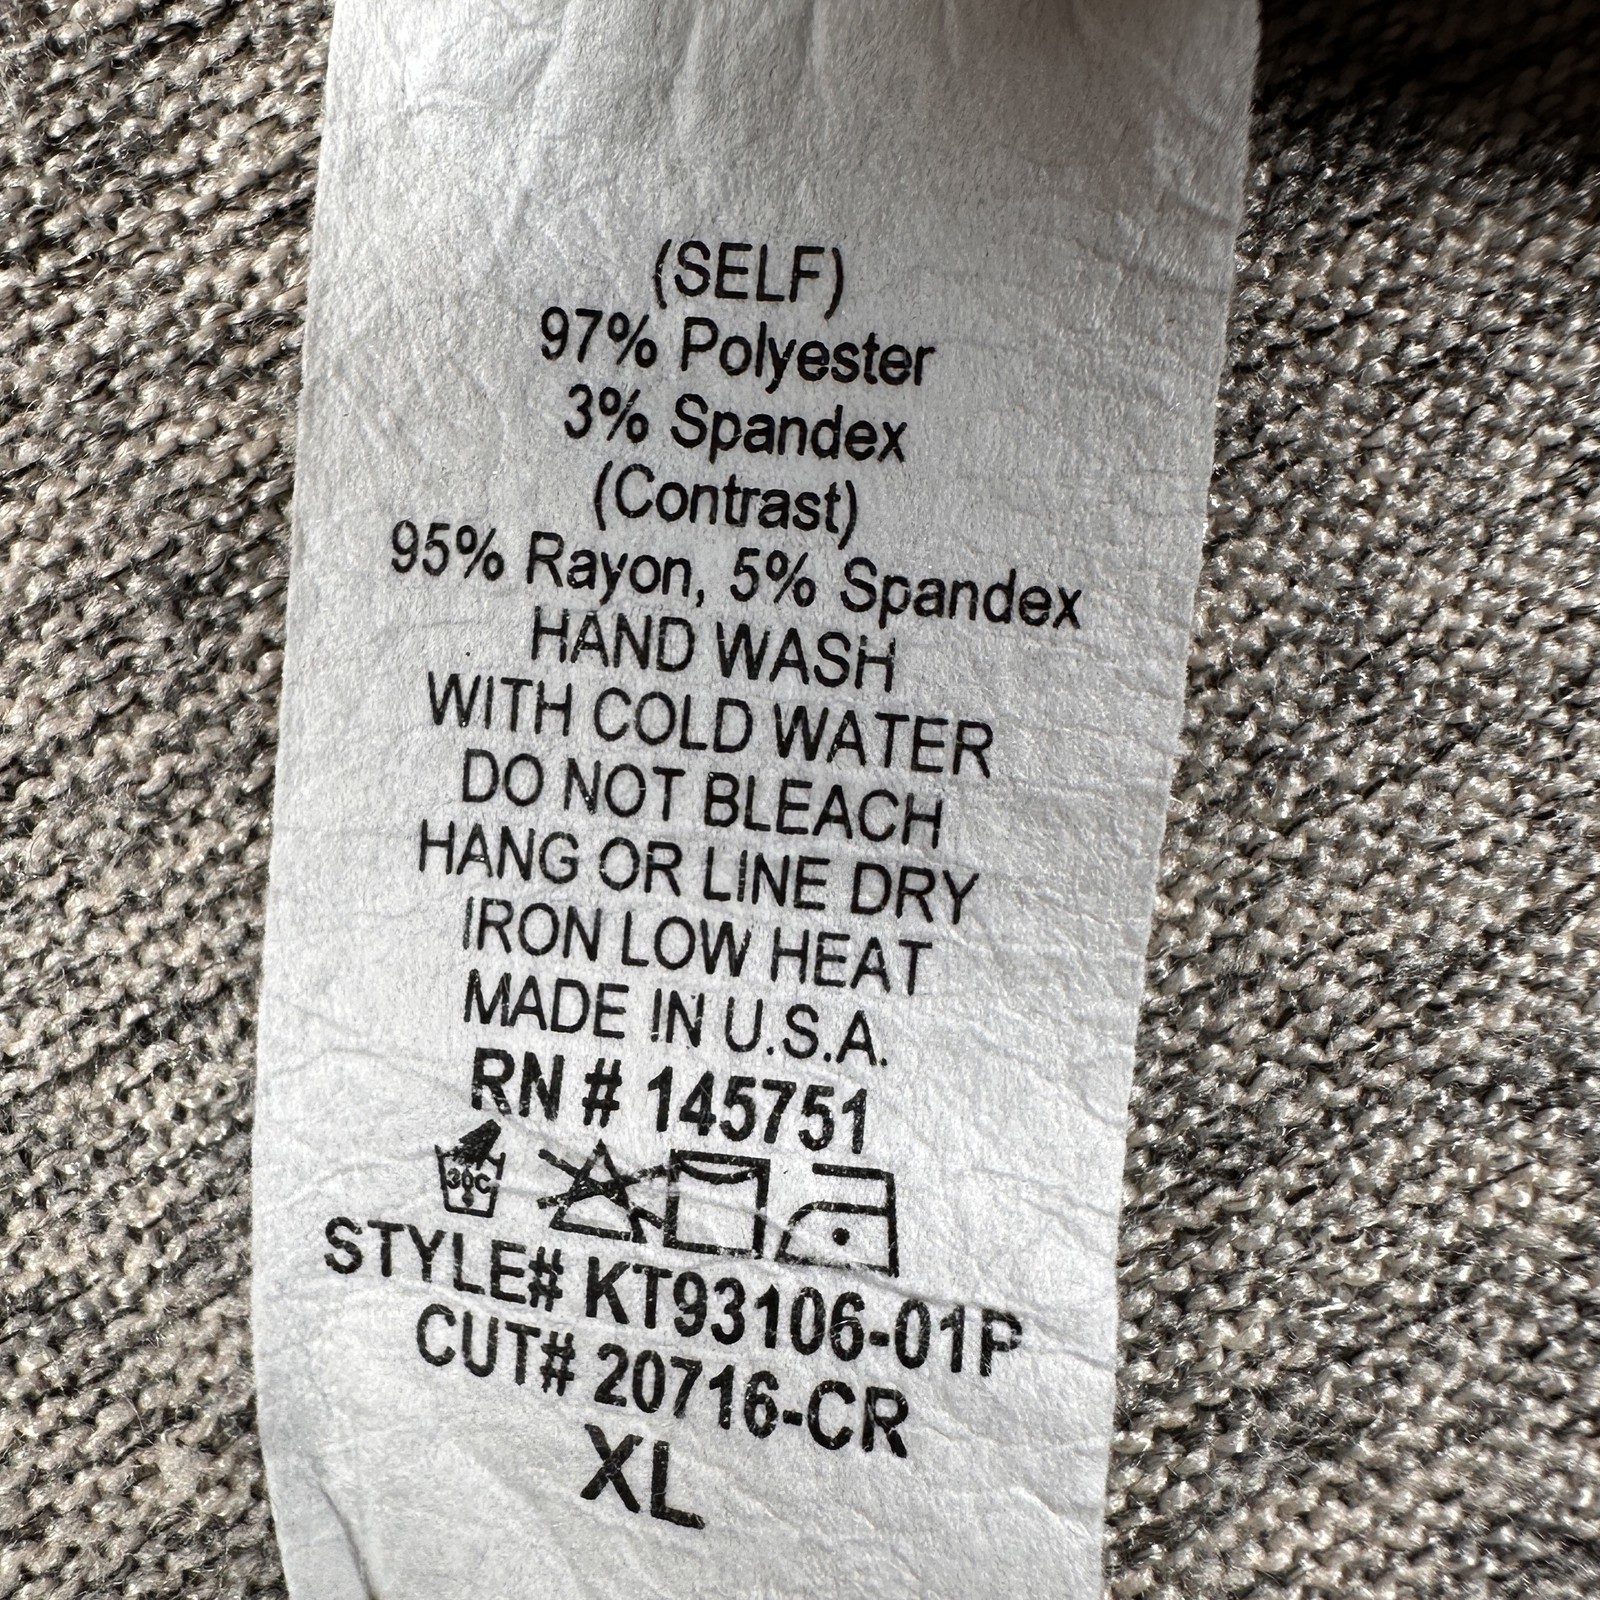 (SELF)
97% Polyester
3% Spandex
(Contrast)
95% Rayon, 5% Spandex
HAND WASH
WITH COLD WATER
DO NOT BLEACH
HANG OR LINE DRY
IRON LOW HEAT
MADE IN U.S.A.
RN # 145751
30C
STYLE# KT93106-01P
CUT# 20716-CR
XL